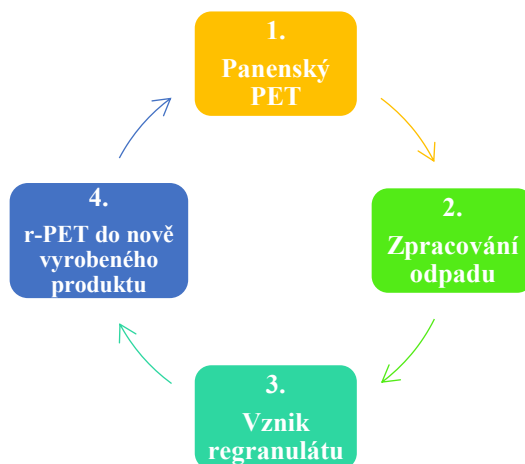 1.
Panenský
PET
2.
Zpracování
odpadu
3.
Vznik
regranulátu
4.
r-PET do nově
vyrobeného
produktu